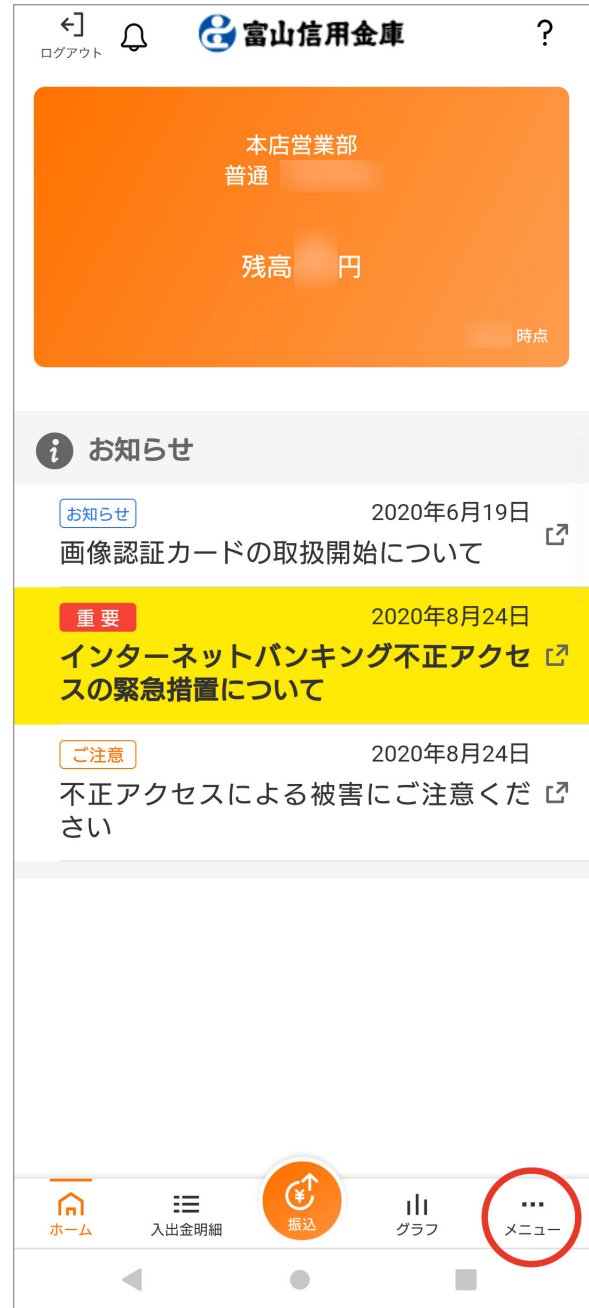 ログアウト
富山信用金庫
?
本店営業部
普通
残高 円
時点
お知らせ
お知らせ 2020年6月19日
画像認証カードの取扱開始について
重要 2020年8月24日
インターネットバンキング不正アクセ
スの緊急措置について
ご注意 2020年8月24日
不正アクセスによる被害にご注意くだ
さい
ホーム 入出金明細 振込 グラフ メニュー